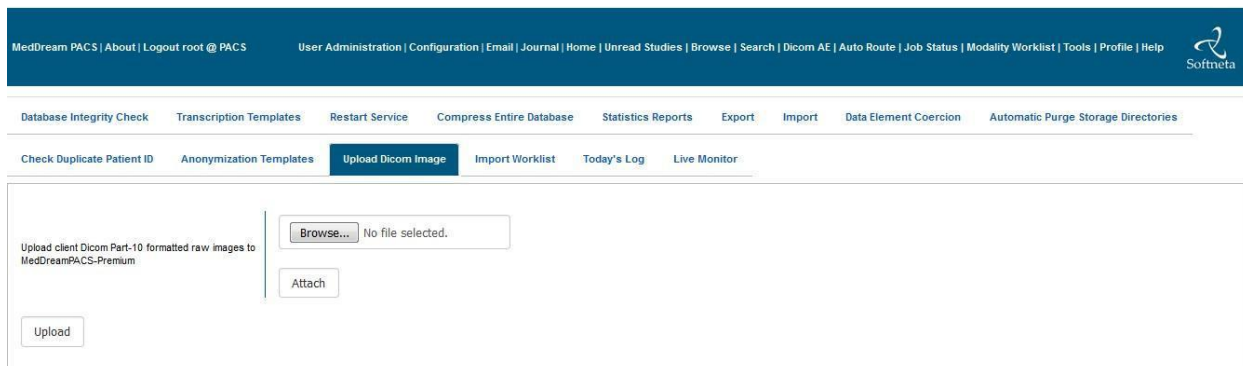 MedDream PACS | About | Logout root @ PACS
User Administration | Configuration | Email | Journal | Home | Unread Studies | Browse | Search | Dicom AE | Auto Route | Job Status | Modality Worklist | Tools | Profile | Help
Softneta
Database Integrity Check Transcription Templates Restart Service Compress Entire Database Statistics Reports Export Import Data Element Coercion Automatic Purge Storage Directories
Check Duplicate Patient ID Anonymization Templates Upload Dicom Image Import Worklist Today's Log Live Monitor
Browse... No file selected.
Upload client Dicom Part-10 formatted raw images to
MedDreamPACS-Premium
Attach
Upload